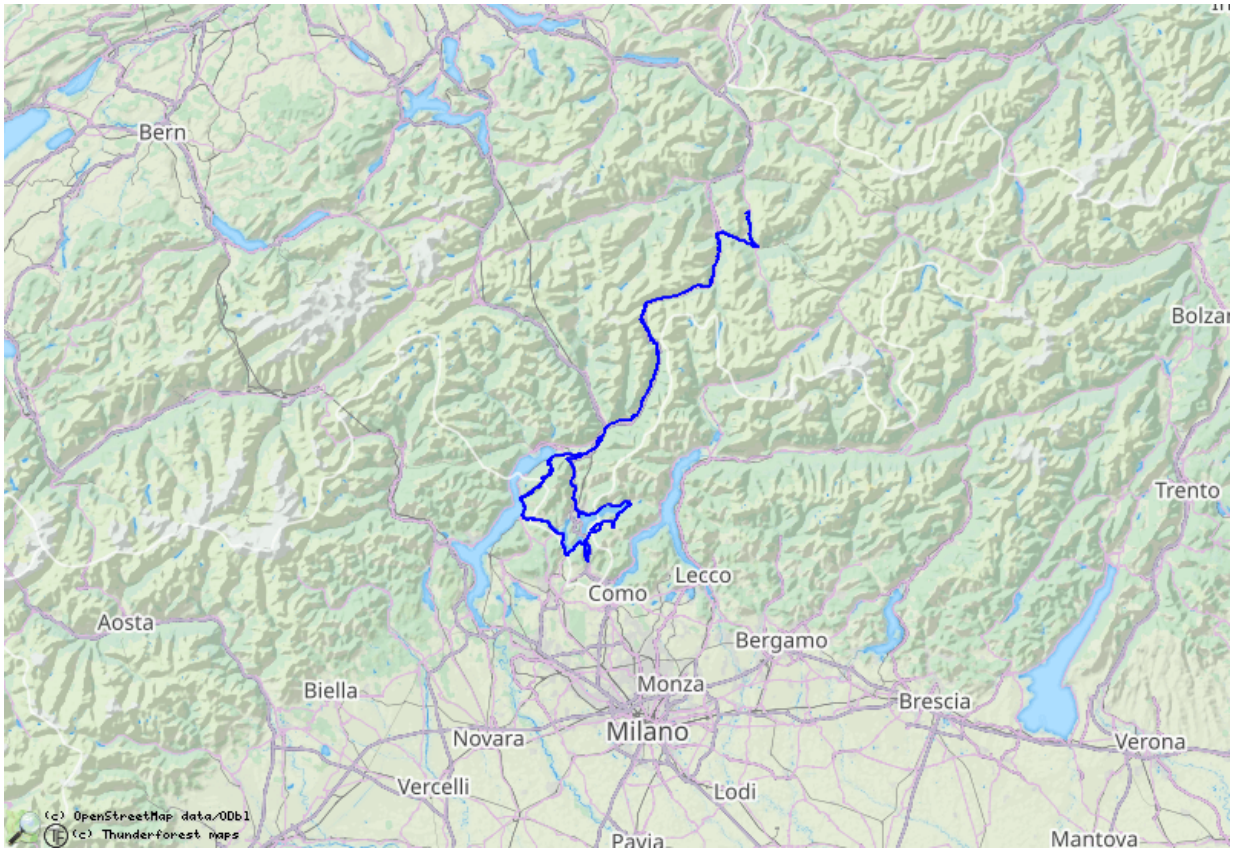 Bern
Bolzan
Trento
Aosta
Como
Lecco
Bergamo
Biella
Monza
Brescia
Milano
Novara
Verona
Vercelli
Lodi
(c) OpenStreetMap data/ODbl
(c) Thunderforest maps
TF
Pavia
Mantova